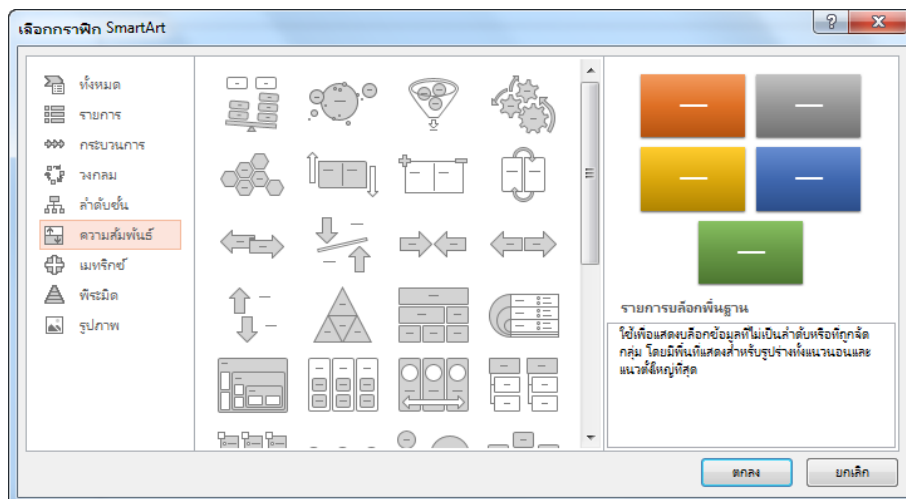 เลือกกราฟิก SmartArt
ทั้งหมด
รายการ
กระบวนการ
วงกลม
ลำดับชั้น
ความสัมพันธ์
เมทริกซ์
พีระมิด
รูปภาพ
รายการบล็อกพื้นฐาน
ใช้เพื่อแสดงบล็อกข้อมูลที่ไม่เป็นลำดับหรือที่ถูกจัด
กลุ่ม โดยมีพื้นที่แสดงสำหรับรูปร่างทั้งแนวนอนและ
แนวตั้งใหญ่ที่สุด
ตกลง
ยกเลิก